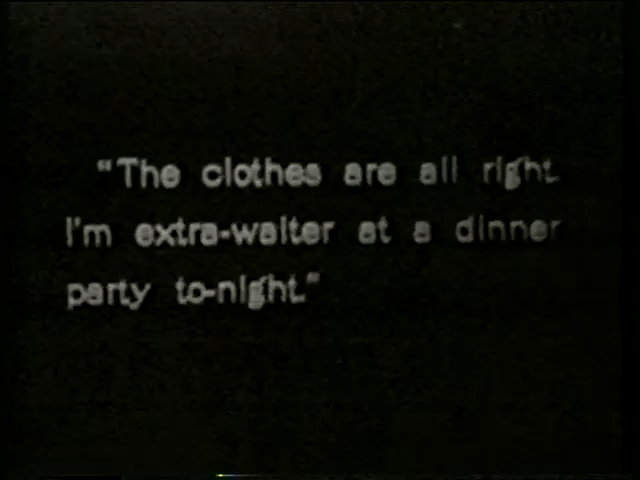 "The clothes are all right.
I'm extra-waiter at a dinner
party to-night."